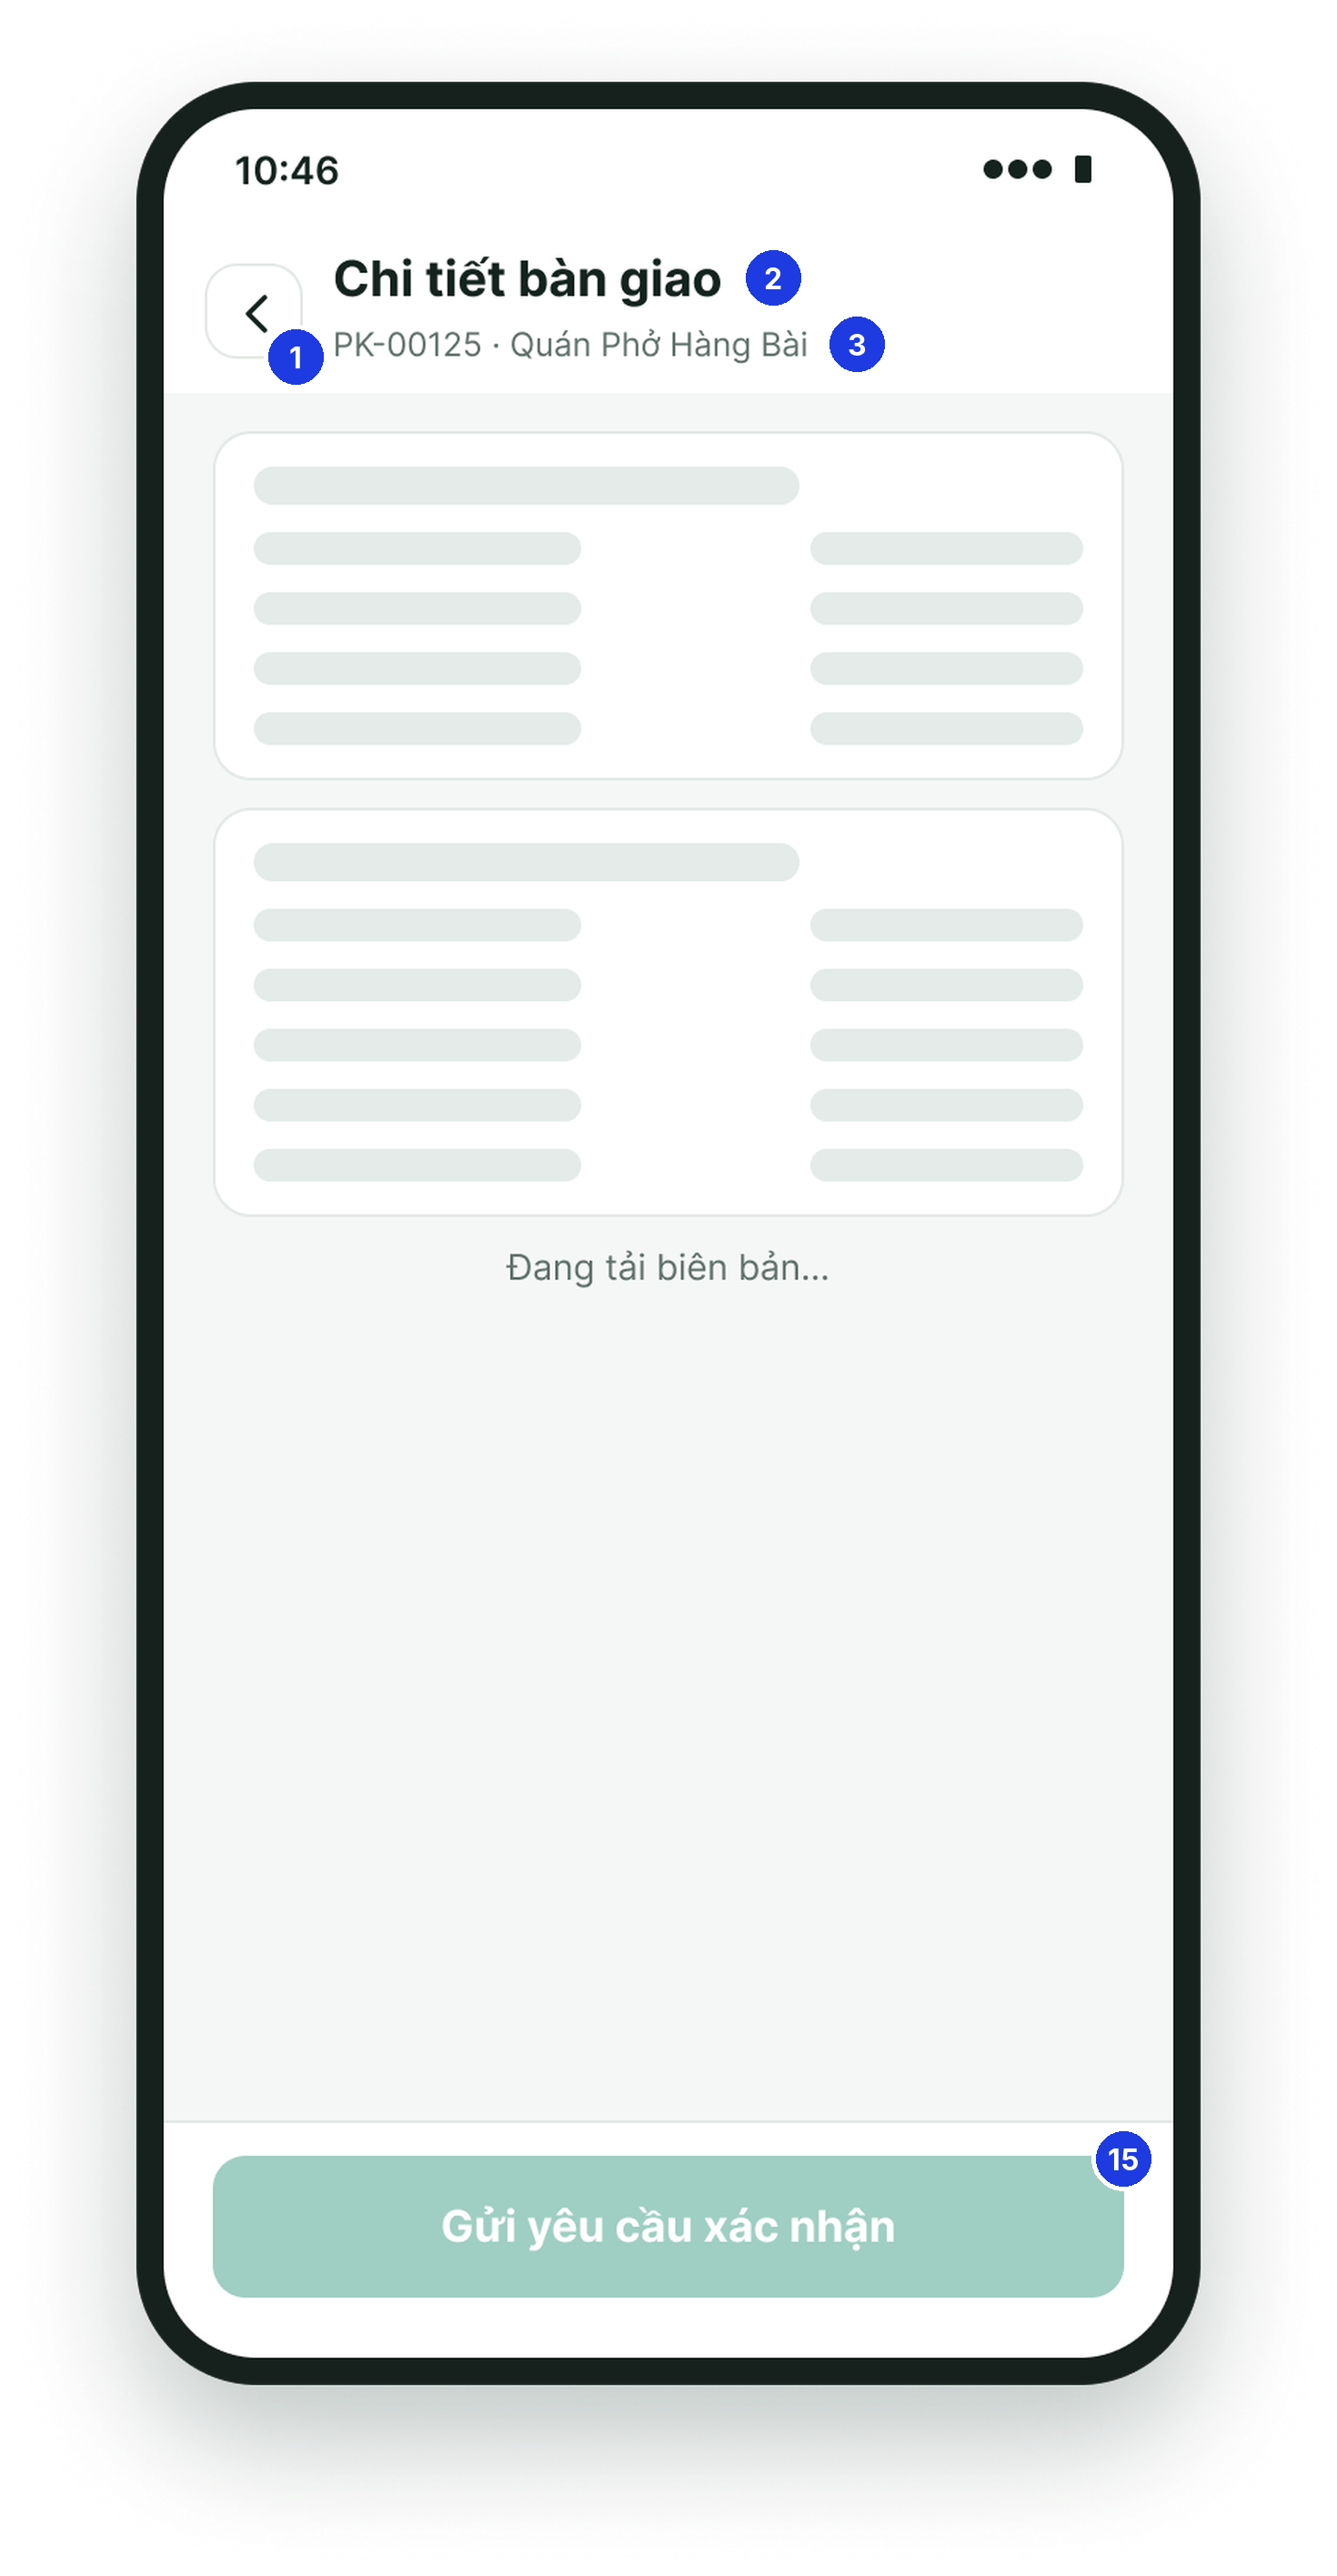 10:46
Chi tiết bàn giao 2
1 PK-00125 · Quán Phở Hàng Bài 3
Đang tải biên bản...
15
Gửi yêu cầu xác nhận